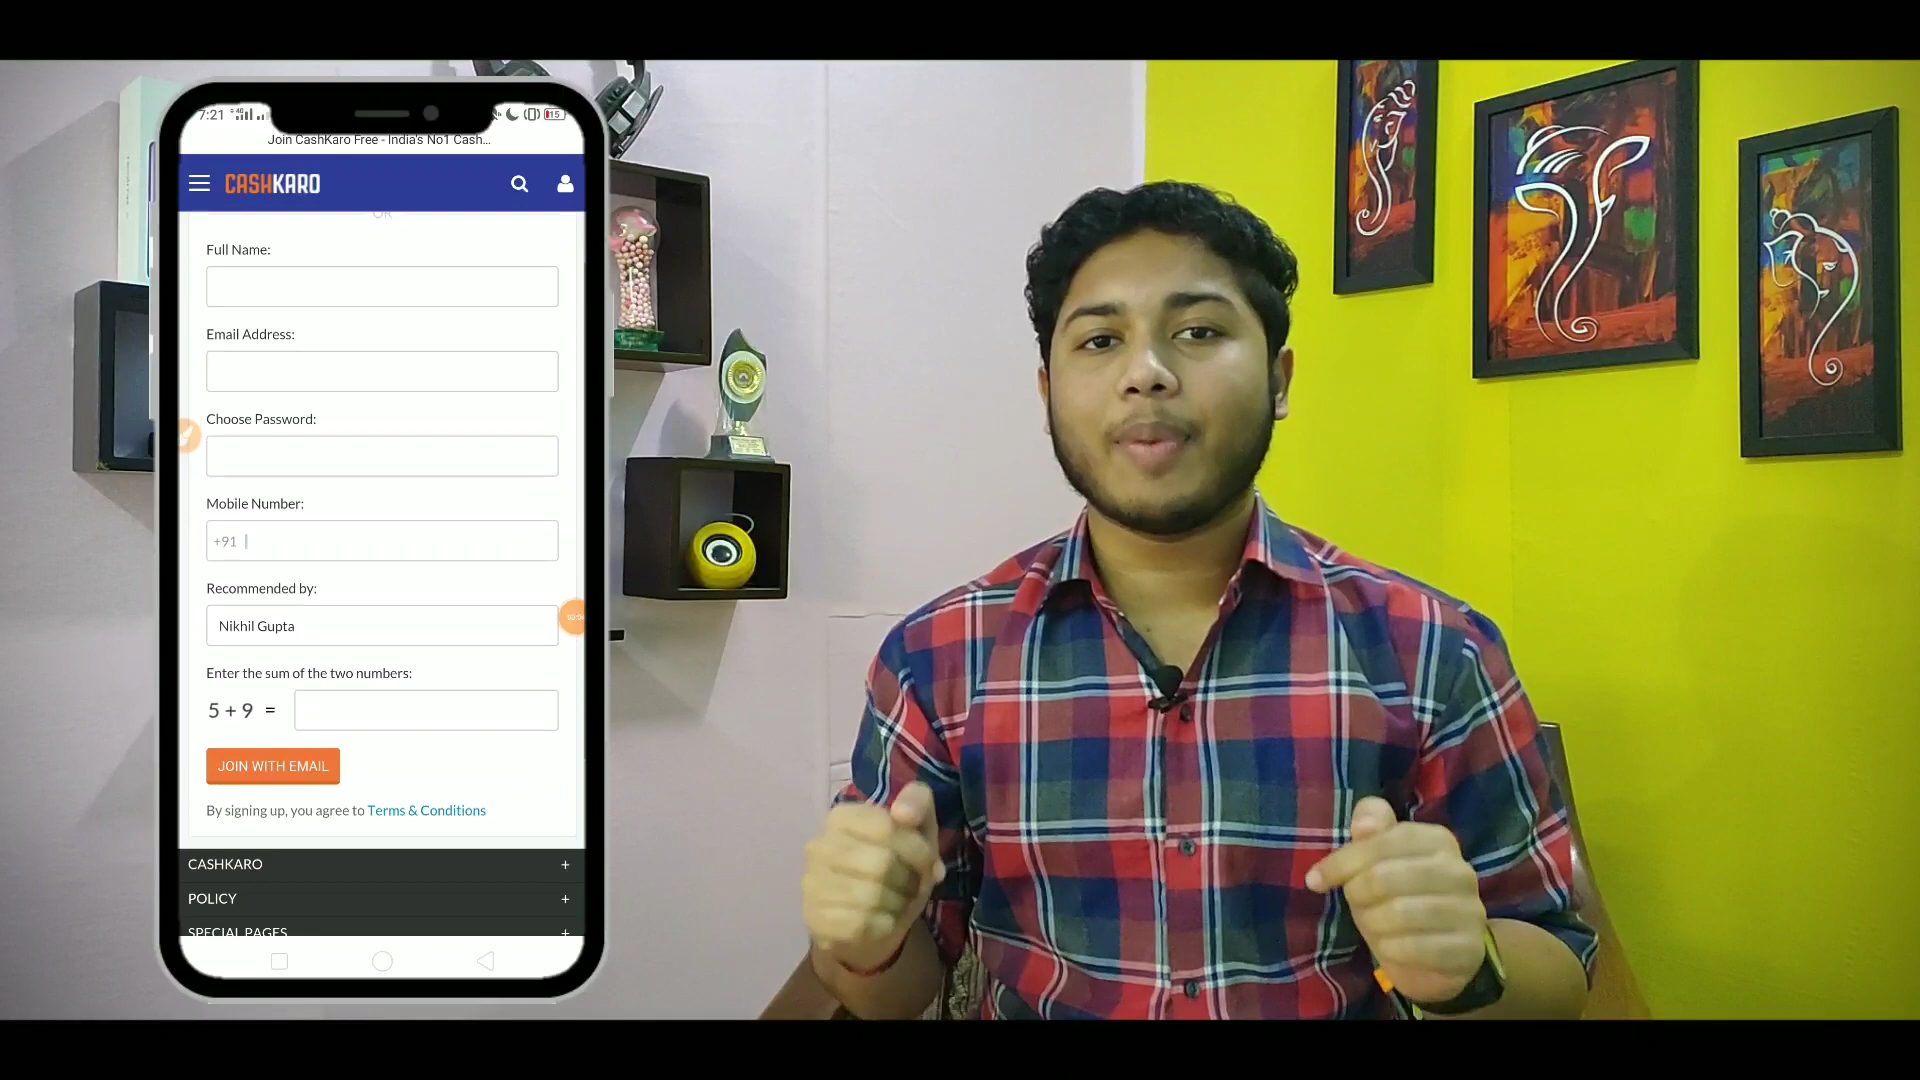 7:21
15
Join CashKaro Free - India's No1 Cash...
CASHKARO
OR
Full Name:
Email Address:
Choose Password:
Mobile Number:
+91
Recommended by:
Nikhil Gupta
Enter the sum of the two numbers:
5 + 9 =
JOIN WITH EMAIL
By signing up, you agree to Terms & Conditions
CASHKARO +
POLICY +
SPECIAL PAGES +